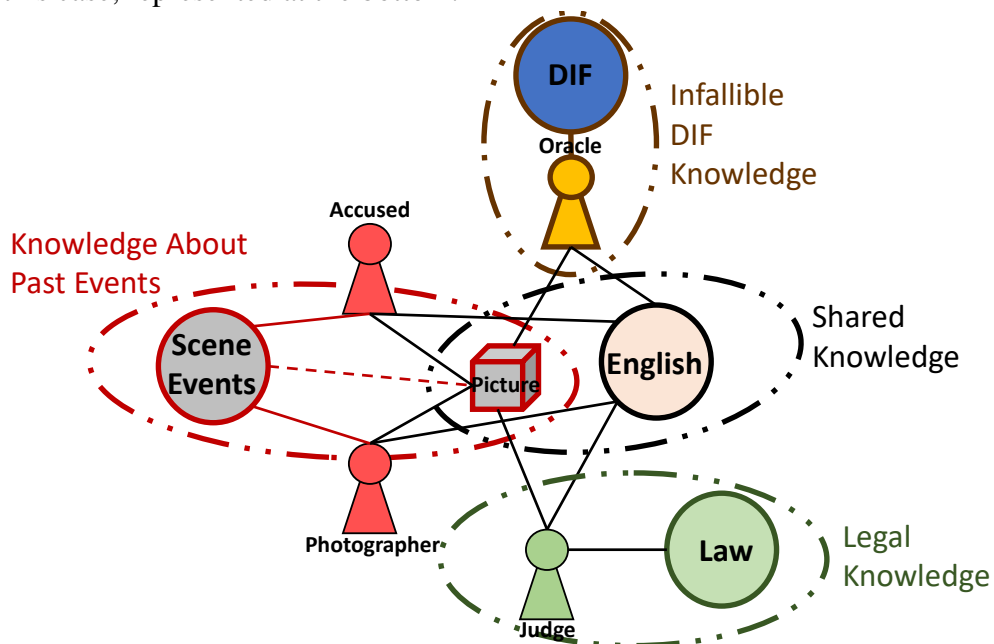 DIF
Infallible
DIF
Knowledge
Oracle
Accused
Knowledge About
Past Events
Scene
Events
Picture
English
Shared
Knowledge
Photographer
Judge
Law
Legal
Knowledge